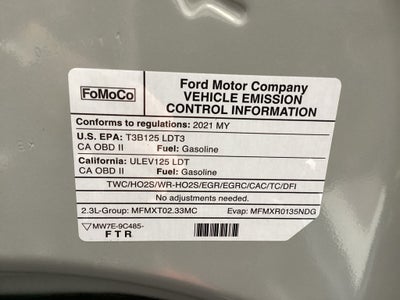 FoMoCo
Ford Motor Company
VEHICLE EMISSION
CONTROL INFORMATION
Conforms to regulations: 2021 MY
U.S. EPA: T3B125 LDT3
CA OBD II Fuel: Gasoline
California: ULEV125 LDT
CA OBD II Fuel: Gasoline
TWC/HO2S/WR-HO2S/EGR/EGRC/CAC/TC/DFI
No adjustments needed.
2.3L-Group: MFMXT02.33MC Evap: MFMXR0135NDG
MW7E-9C485-
FTR